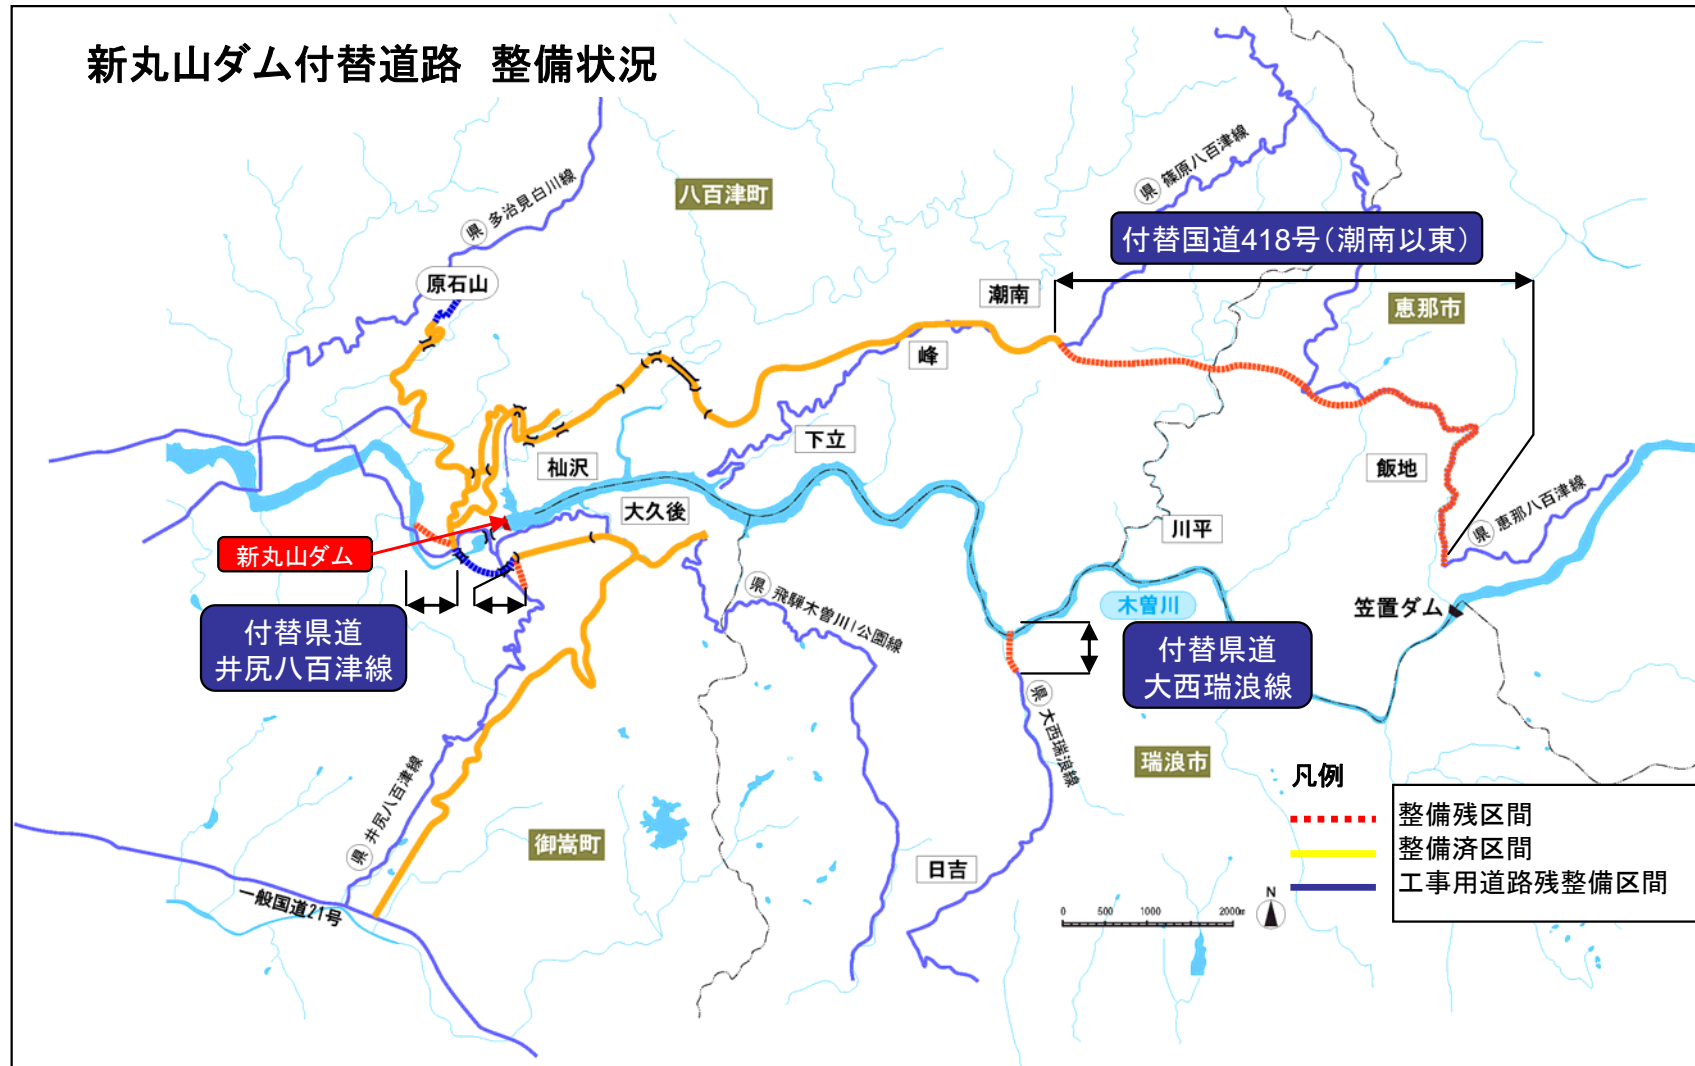 新丸山ダム付替道路　整備状況
県 多治見白川線
八百津町
県 篠原八百津線
付替国道418号（潮南以東）
原石山
潮南
恵那市
峰
下立
杣沢
飯地
大久後
県 恵那八百津線
川平
新丸山ダム
県 飛騨木曽川公園線
木曽川
笠置ダム
付替県道
井尻八百津線
付替県道
大西瑞浪線
県 大西瑞浪線
瑞浪市
県 井尻八百津線
凡例
整備残区間
整備済区間
工事用道路残整備区間
御嵩町
日吉
一般国道21号
N
0 500 1000 2000m